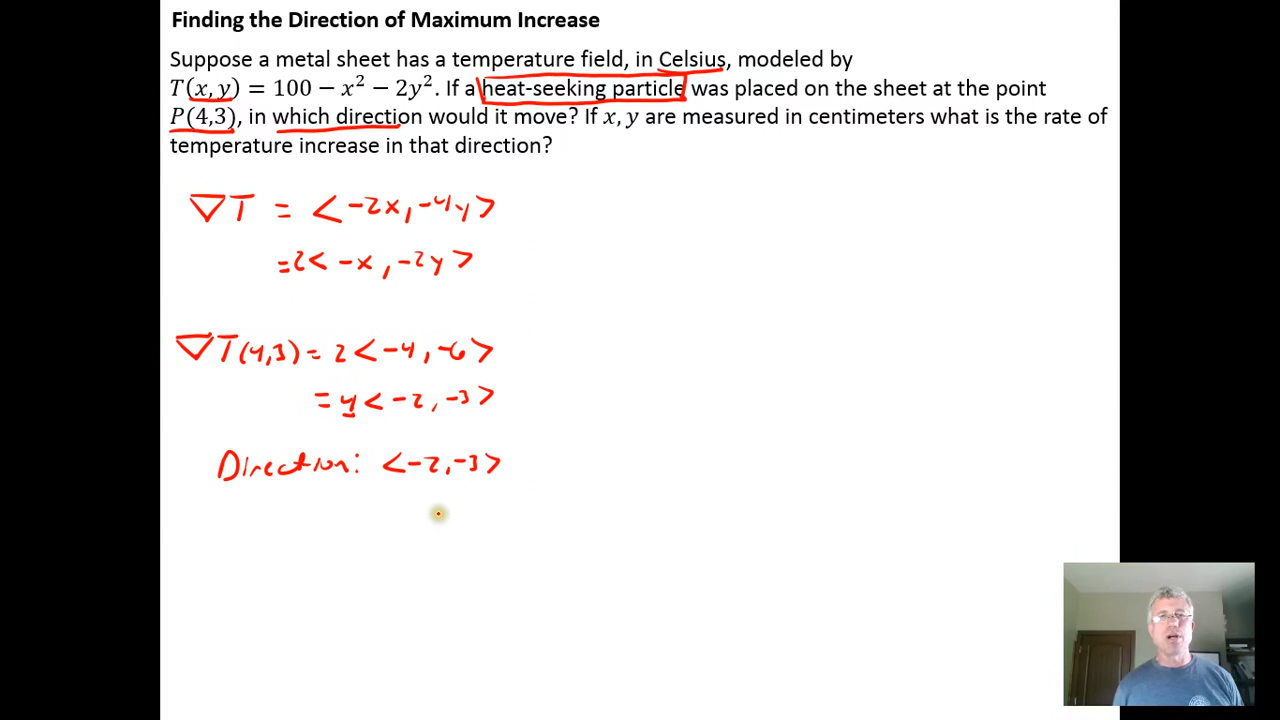 Finding the Direction of Maximum Increase
Suppose a metal sheet has a temperature field, in Celsius, modeled by
T(x, y) = 100 − x² − 2y². If a heat-seeking particle was placed on the sheet at the point
P(4,3), in which direction would it move? If x, y are measured in centimeters what is the rate of
temperature increase in that direction?
∇T = <-2x, -4y>
=2< -x, -2y>
∇T(4,3) = 2<-4, -6>
= 4< -2, -3>
Direction: <-2,-3>